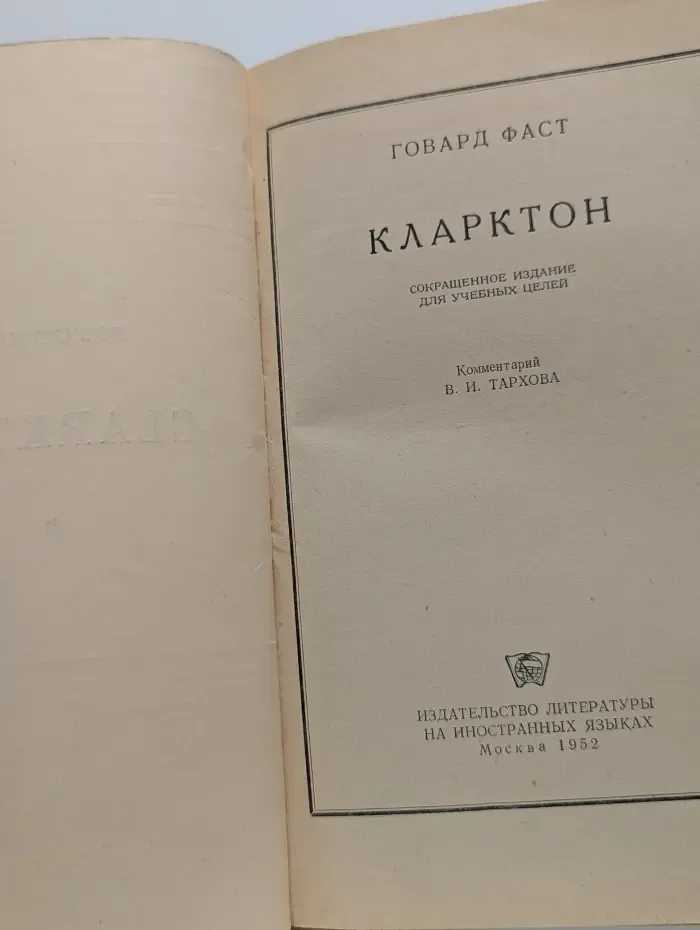 ГОВАРД ФАСТ
КЛАРКТОН
СОКРАЩЕННОЕ ИЗДАНИЕ
ДЛЯ УЧЕБНЫХ ЦЕЛЕЙ
Комментарий
В. И. ТАРХОВА
ИЗДАТЕЛЬСТВО ЛИТЕРАТУРЫ
НА ИНОСТРАННЫХ ЯЗЫКАХ
Москва 1952